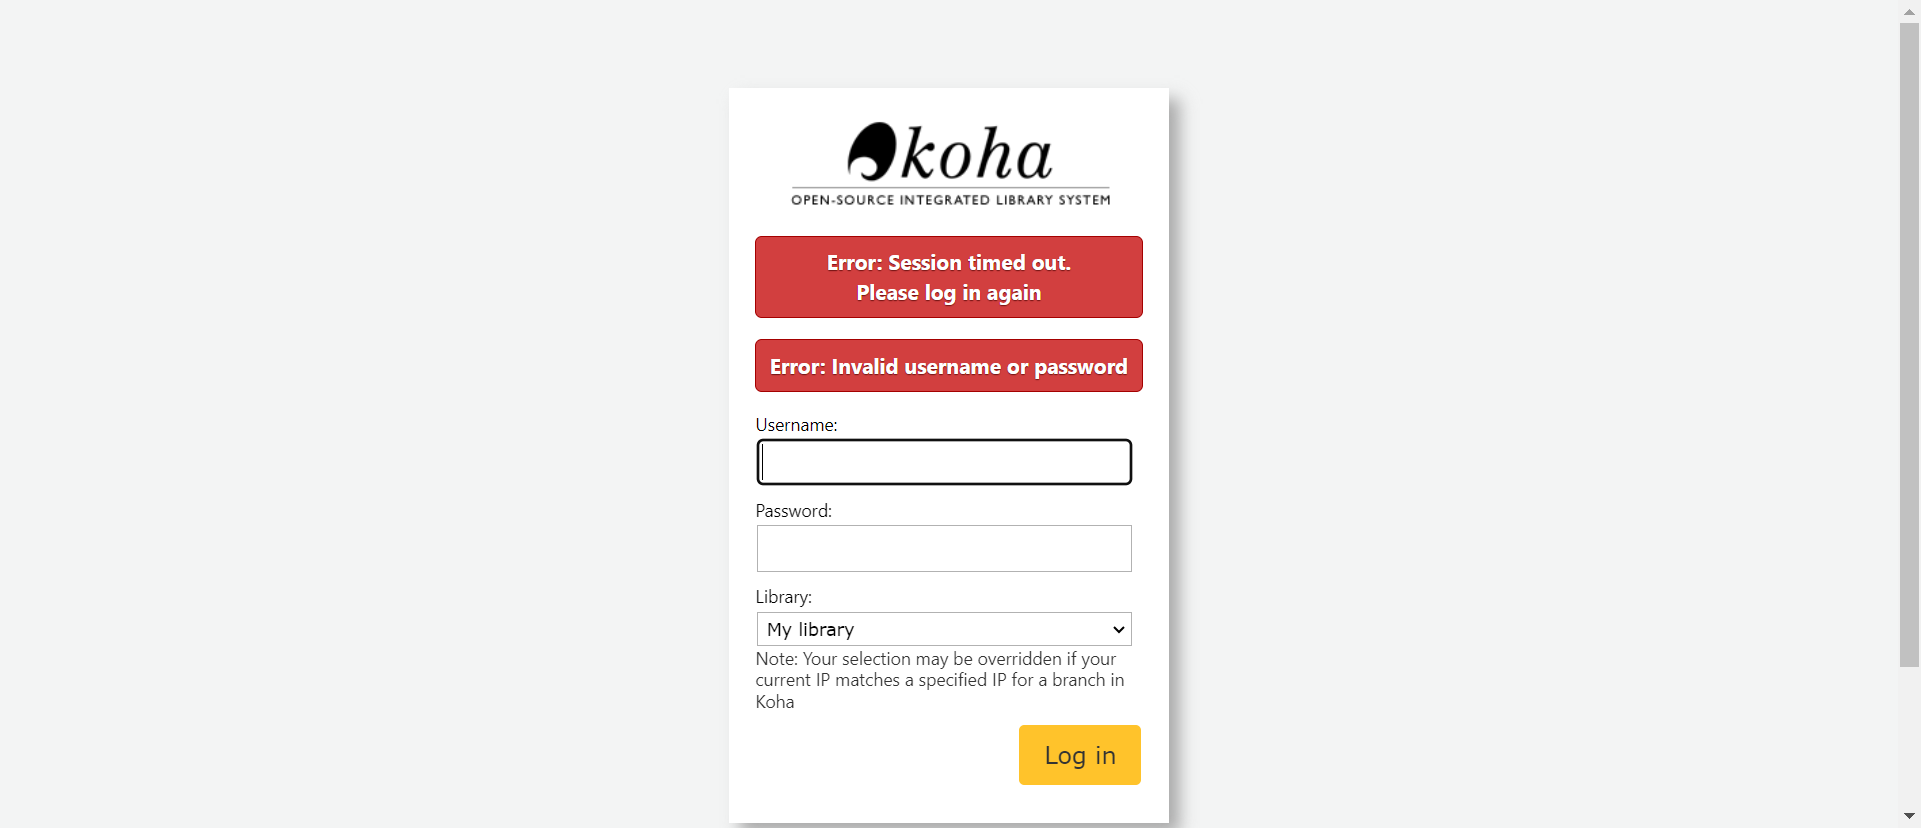 koha
OPEN-SOURCE INTEGRATED LIBRARY SYSTEM
Error: Session timed out.
Please log in again
Error: Invalid username or password
Username:
Password:
Library:
My library
Note: Your selection may be overridden if your
current IP matches a specified IP for a branch in
Koha
Log in